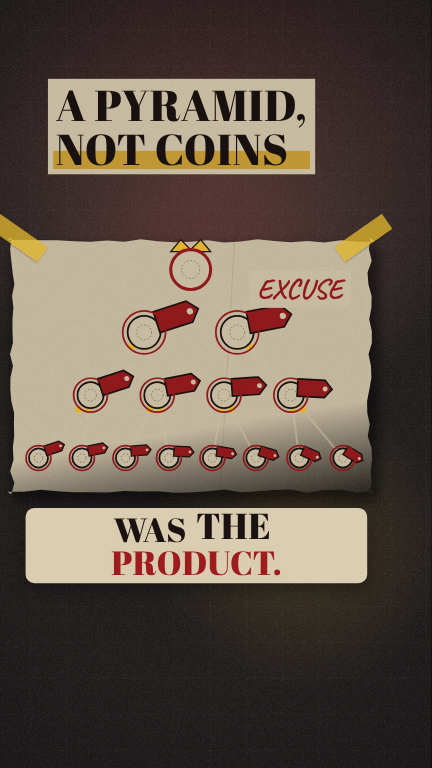 A PYRAMID,
NOT COINS
EXCUSE
WAS THE
PRODUCT.